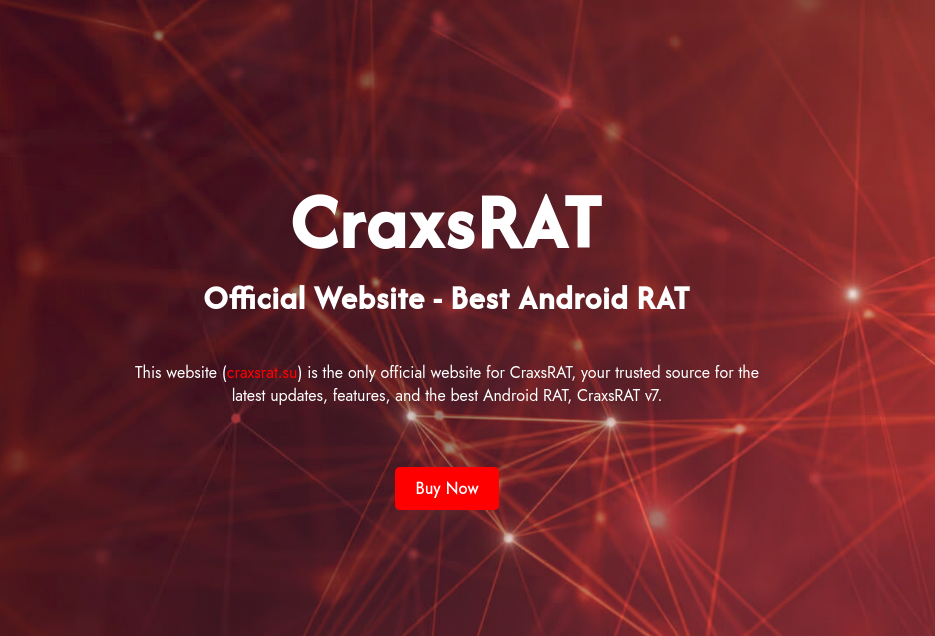 CraxsRAT
Official Website - Best Android RAT
This website (craxsrat.su) is the only official website for CraxsRAT, your trusted source for the
latest updates, features, and the best Android RAT, CraxsRAT v7.
Buy Now